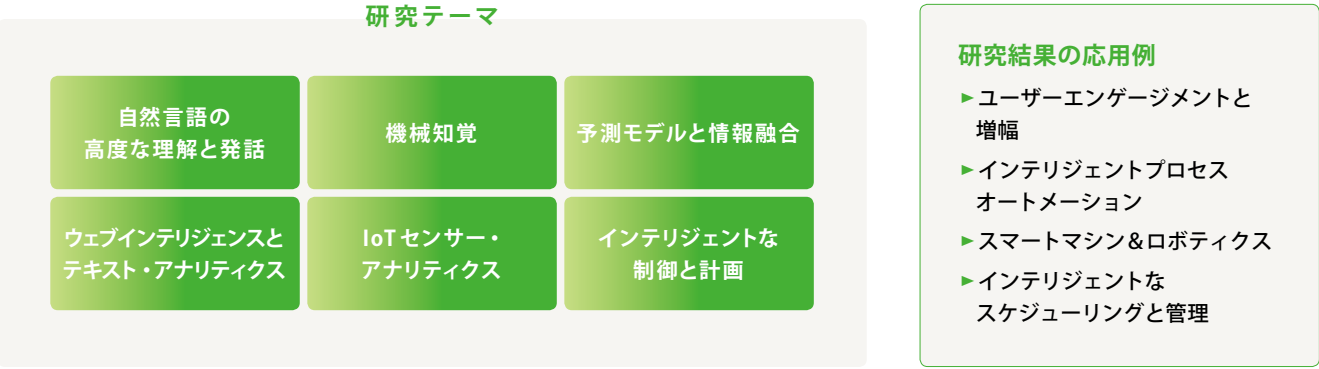 研究テーマ
自然言語の
高度な理解と発話
機械知覚
予測モデルと情報融合
ウェブインテリジェンスと
テキスト・アナリティクス
IoTセンサー・
アナリティクス
インテリジェントな
制御と計画
研究結果の応用例
►ユーザーエンゲージメントと
増幅
►インテリジェントプロセス
オートメーション
►スマートマシン＆ロボティクス
►インテリジェントな
スケジューリングと管理